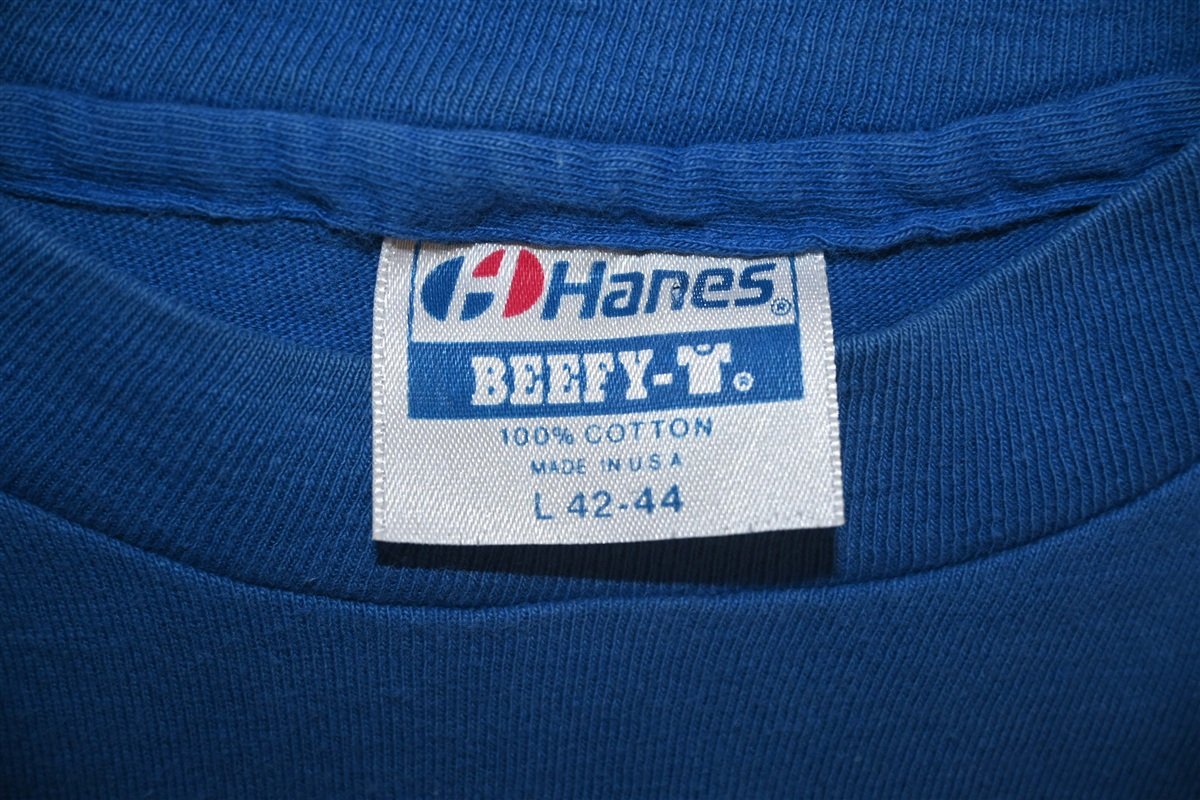 Hanes®
BEEFY-T®
100% COTTON
MADE IN U.S.A
L 42-44